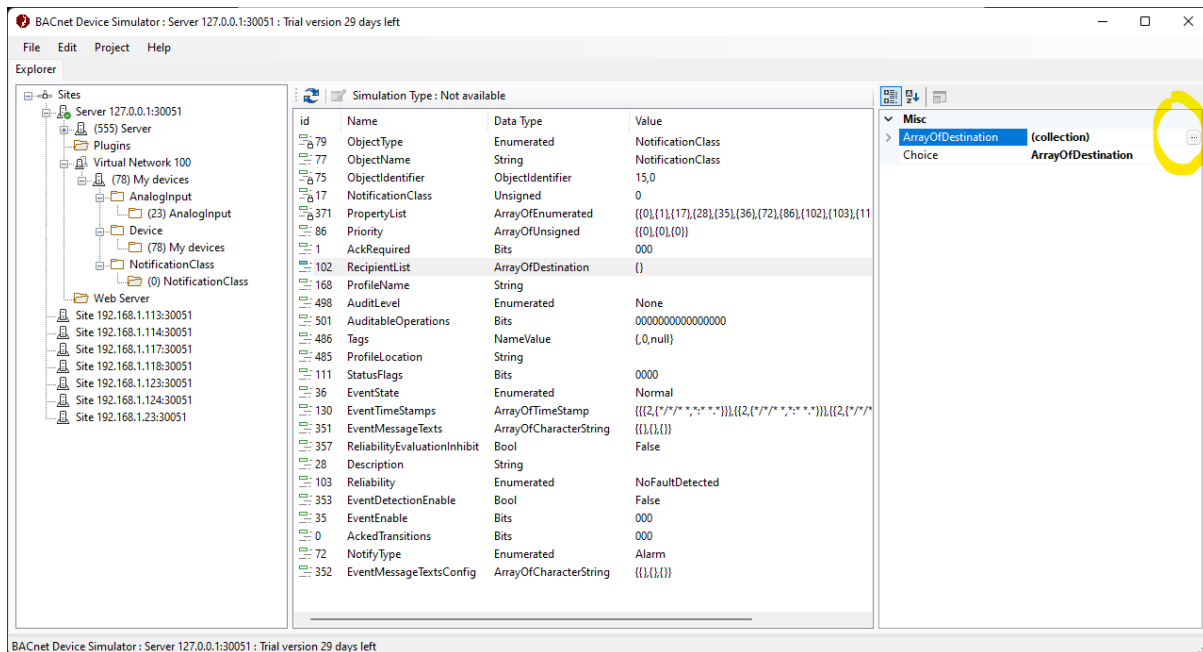 BACnet Device Simulator : Server 127.0.0.1:30051 : Trial version 29 days left
File Edit Project Help
Explorer
Sites
Server 127.0.0.1:30051
(555) Server
Plugins
Virtual Network 100
(78) My devices
AnalogInput
(23) AnalogInput
Device
(78) My devices
NotificationClass
(0) NotificationClass
Web Server
Site 192.168.1.113:30051
Site 192.168.1.114:30051
Site 192.168.1.117:30051
Site 192.168.1.118:30051
Site 192.168.1.123:30051
Site 192.168.1.124:30051
Site 192.168.1.23:30051
Simulation Type : Not available
id Name Data Type Value
79 ObjectType Enumerated NotificationClass
77 ObjectName String NotificationClass
75 ObjectIdentifier ObjectIdentifier 15,0
17 NotificationClass Unsigned 0
371 PropertyList ArrayOfEnumerated {{0},{1},{17},{28},{35},{36},{72},{86},{102},{103},{11
86 Priority ArrayOfUnsigned {{0},{0},{0}}
1 AckRequired Bits 000
102 RecipientList ArrayOfDestination {}
168 ProfileName String
498 AuditLevel Enumerated None
501 AuditableOperations Bits 0000000000000000
486 Tags NameValue {,0,null}
485 ProfileLocation String
111 StatusFlags Bits 0000
36 EventState Enumerated Normal
130 EventTimeStamps ArrayOfTimeStamp {{{2,{*/*/* *,*:* *.*}}},{{2,{*/*/* *,*:* *.*}}},{{2,{*/*/*
351 EventMessageTexts ArrayOfCharacterString {{},{},{}}
357 ReliabilityEvaluationInhibit Bool False
28 Description String
103 Reliability Enumerated NoFaultDetected
353 EventDetectionEnable Bool False
35 EventEnable Bits 000
0 AckedTransitions Bits 000
72 NotifyType Enumerated Alarm
352 EventMessageTextsConfig ArrayOfCharacterString {{},{},{}}
Misc
ArrayOfDestination (collection) ...
Choice ArrayOfDestination
BACnet Device Simulator : Server 127.0.0.1:30051 : Trial version 29 days left